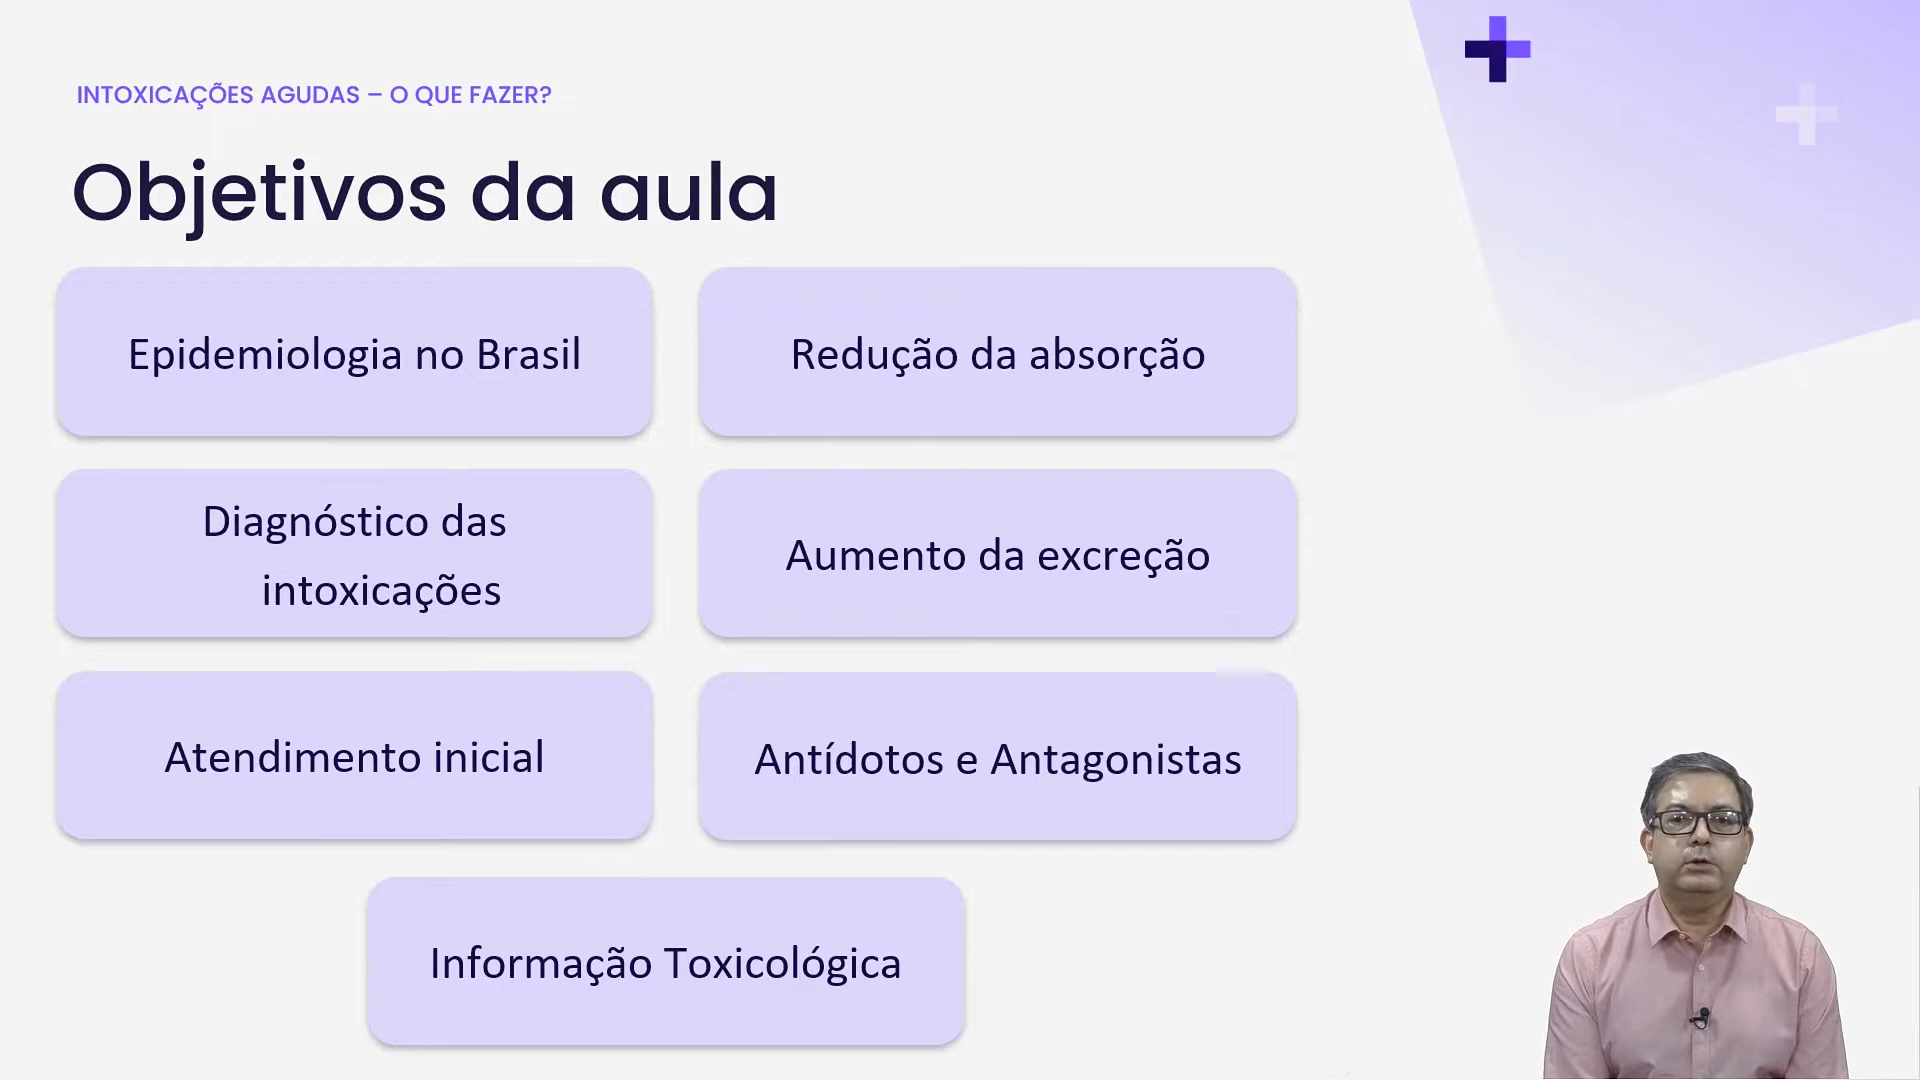 INTOXICAÇÕES AGUDAS – O QUE FAZER?
Objetivos da aula
Epidemiologia no Brasil
Redução da absorção
Diagnóstico das
intoxicações
Aumento da excreção
Atendimento inicial
Antídotos e Antagonistas
Informação Toxicológica